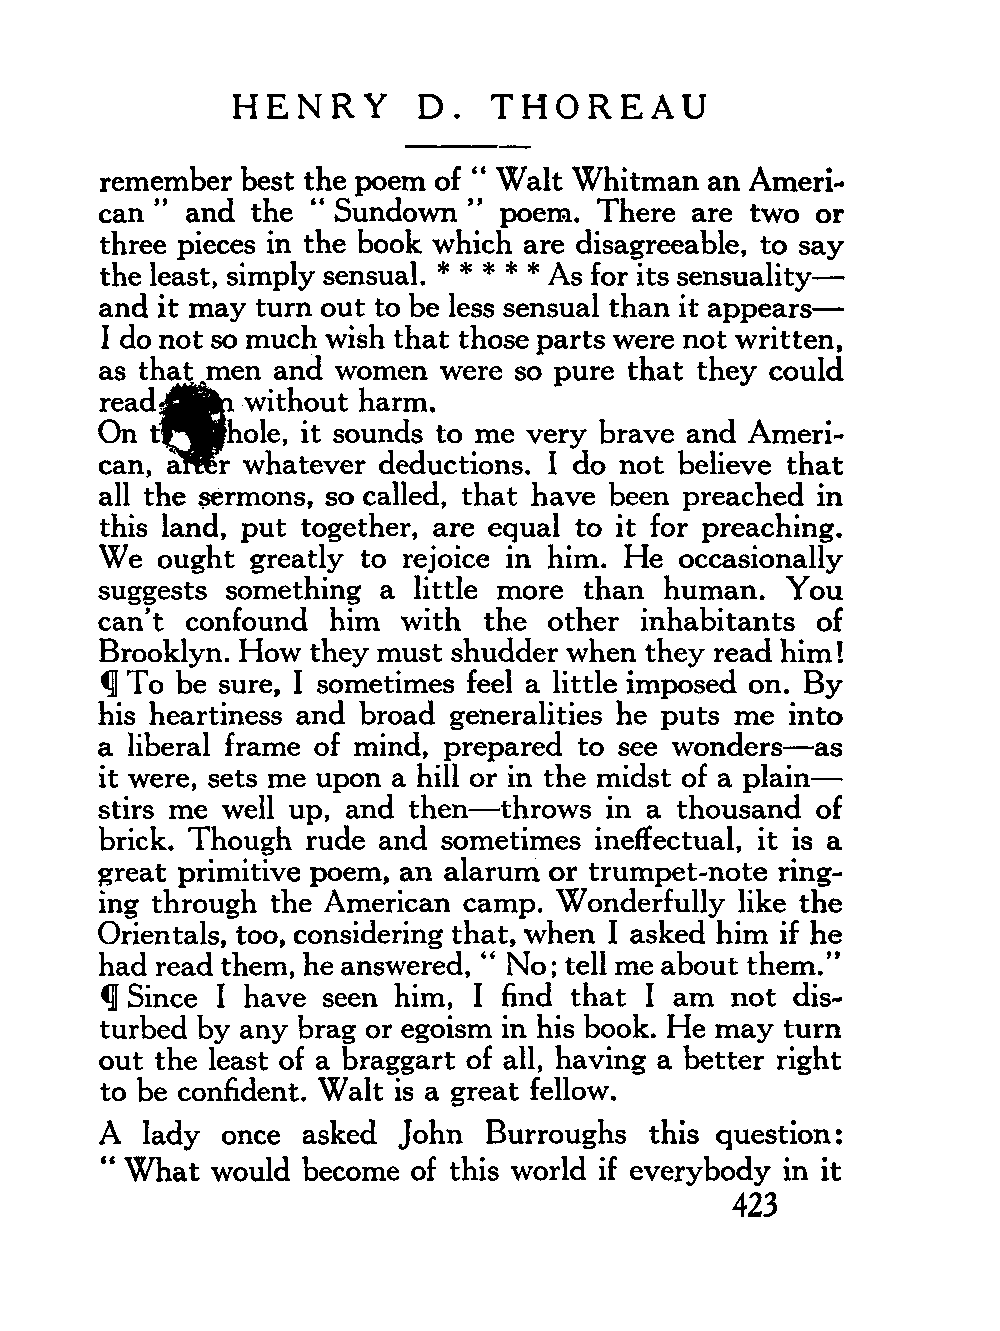 HENRY D. THOREAU
remember best the poem of “ Walt Whitman an Ameri-
can ” and the “ Sundown ” poem. There are two or
three pieces in the book which are disagreeable, to say
the least, simply sensual. * * * * * As for its sensuality—
and it may turn out to be less sensual than it appears—
I do not so much wish that those parts were not written,
as that men and women were so pure that they could
read without harm.
On it sounds to me very brave and Ameri-
can, after whatever deductions. I do not believe that
all the sermons, so called, that have been preached in
this land, put together, are equal to it for preaching.
We ought greatly to rejoice in him. He occasionally
suggests something a little more than human. You
can't confound him with the other inhabitants of
Brooklyn. How they must shudder when they read him!
¶ To be sure, I sometimes feel a little imposed on. By
his heartiness and broad generalities he puts me into
a liberal frame of mind, prepared to see wonders—as
it were, sets me upon a hill or in the midst of a plain—
stirs me well up, and then—throws in a thousand of
brick. Though rude and sometimes ineffectual, it is a
great primitive poem, an alarum or trumpet-note ring-
ing through the American camp. Wonderfully like the
Orientals, too, considering that, when I asked him if he
had read them, he answered, “ No; tell me about them.”
¶ Since I have seen him, I find that I am not dis-
turbed by any brag or egoism in his book. He may turn
out the least of a braggart of all, having a better right
to be confident. Walt is a great fellow.
A lady once asked John Burroughs this question:
“ What would become of this world if everybody in it
423